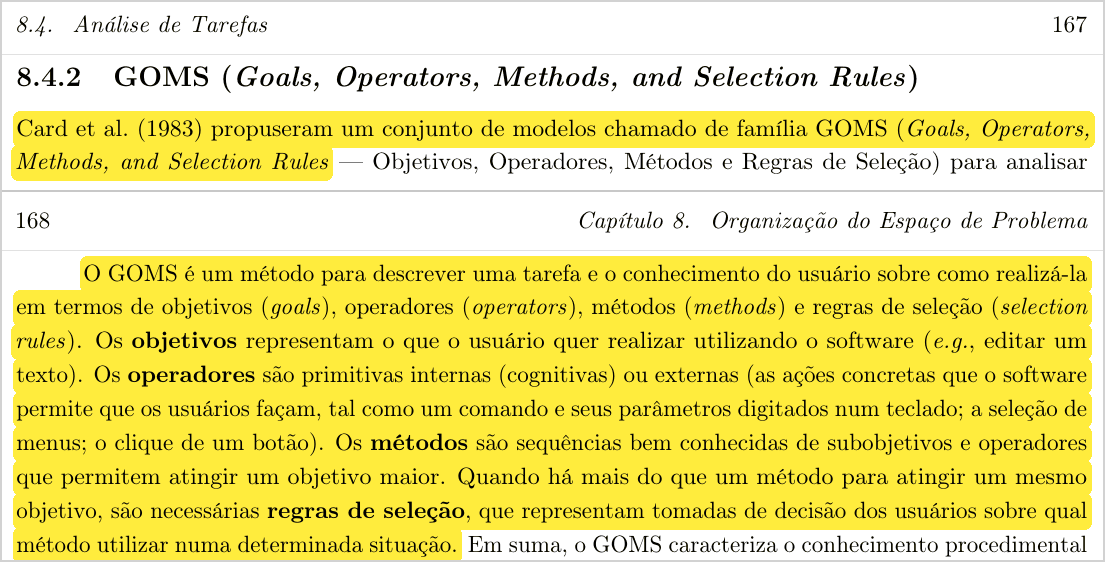 8.4. Análise de Tarefas 167
8.4.2 GOMS (Goals, Operators, Methods, and Selection Rules)
Card et al. (1983) propuseram um conjunto de modelos chamado de família GOMS (Goals, Operators,
Methods, and Selection Rules — Objetivos, Operadores, Métodos e Regras de Seleção) para analisar
168 Capítulo 8. Organização do Espaço de Problema
O GOMS é um método para descrever uma tarefa e o conhecimento do usuário sobre como realizá-la
em termos de objetivos (goals), operadores (operators), métodos (methods) e regras de seleção (selection
rules). Os objetivos representam o que o usuário quer realizar utilizando o software (e.g., editar um
texto). Os operadores são primitivas internas (cognitivas) ou externas (as ações concretas que o software
permite que os usuários façam, tal como um comando e seus parâmetros digitados num teclado; a seleção de
menus; o clique de um botão). Os métodos são sequências bem conhecidas de subobjetivos e operadores
que permitem atingir um objetivo maior. Quando há mais do que um método para atingir um mesmo
objetivo, são necessárias regras de seleção, que representam tomadas de decisão dos usuários sobre qual
método utilizar numa determinada situação. Em suma, o GOMS caracteriza o conhecimento procedimental